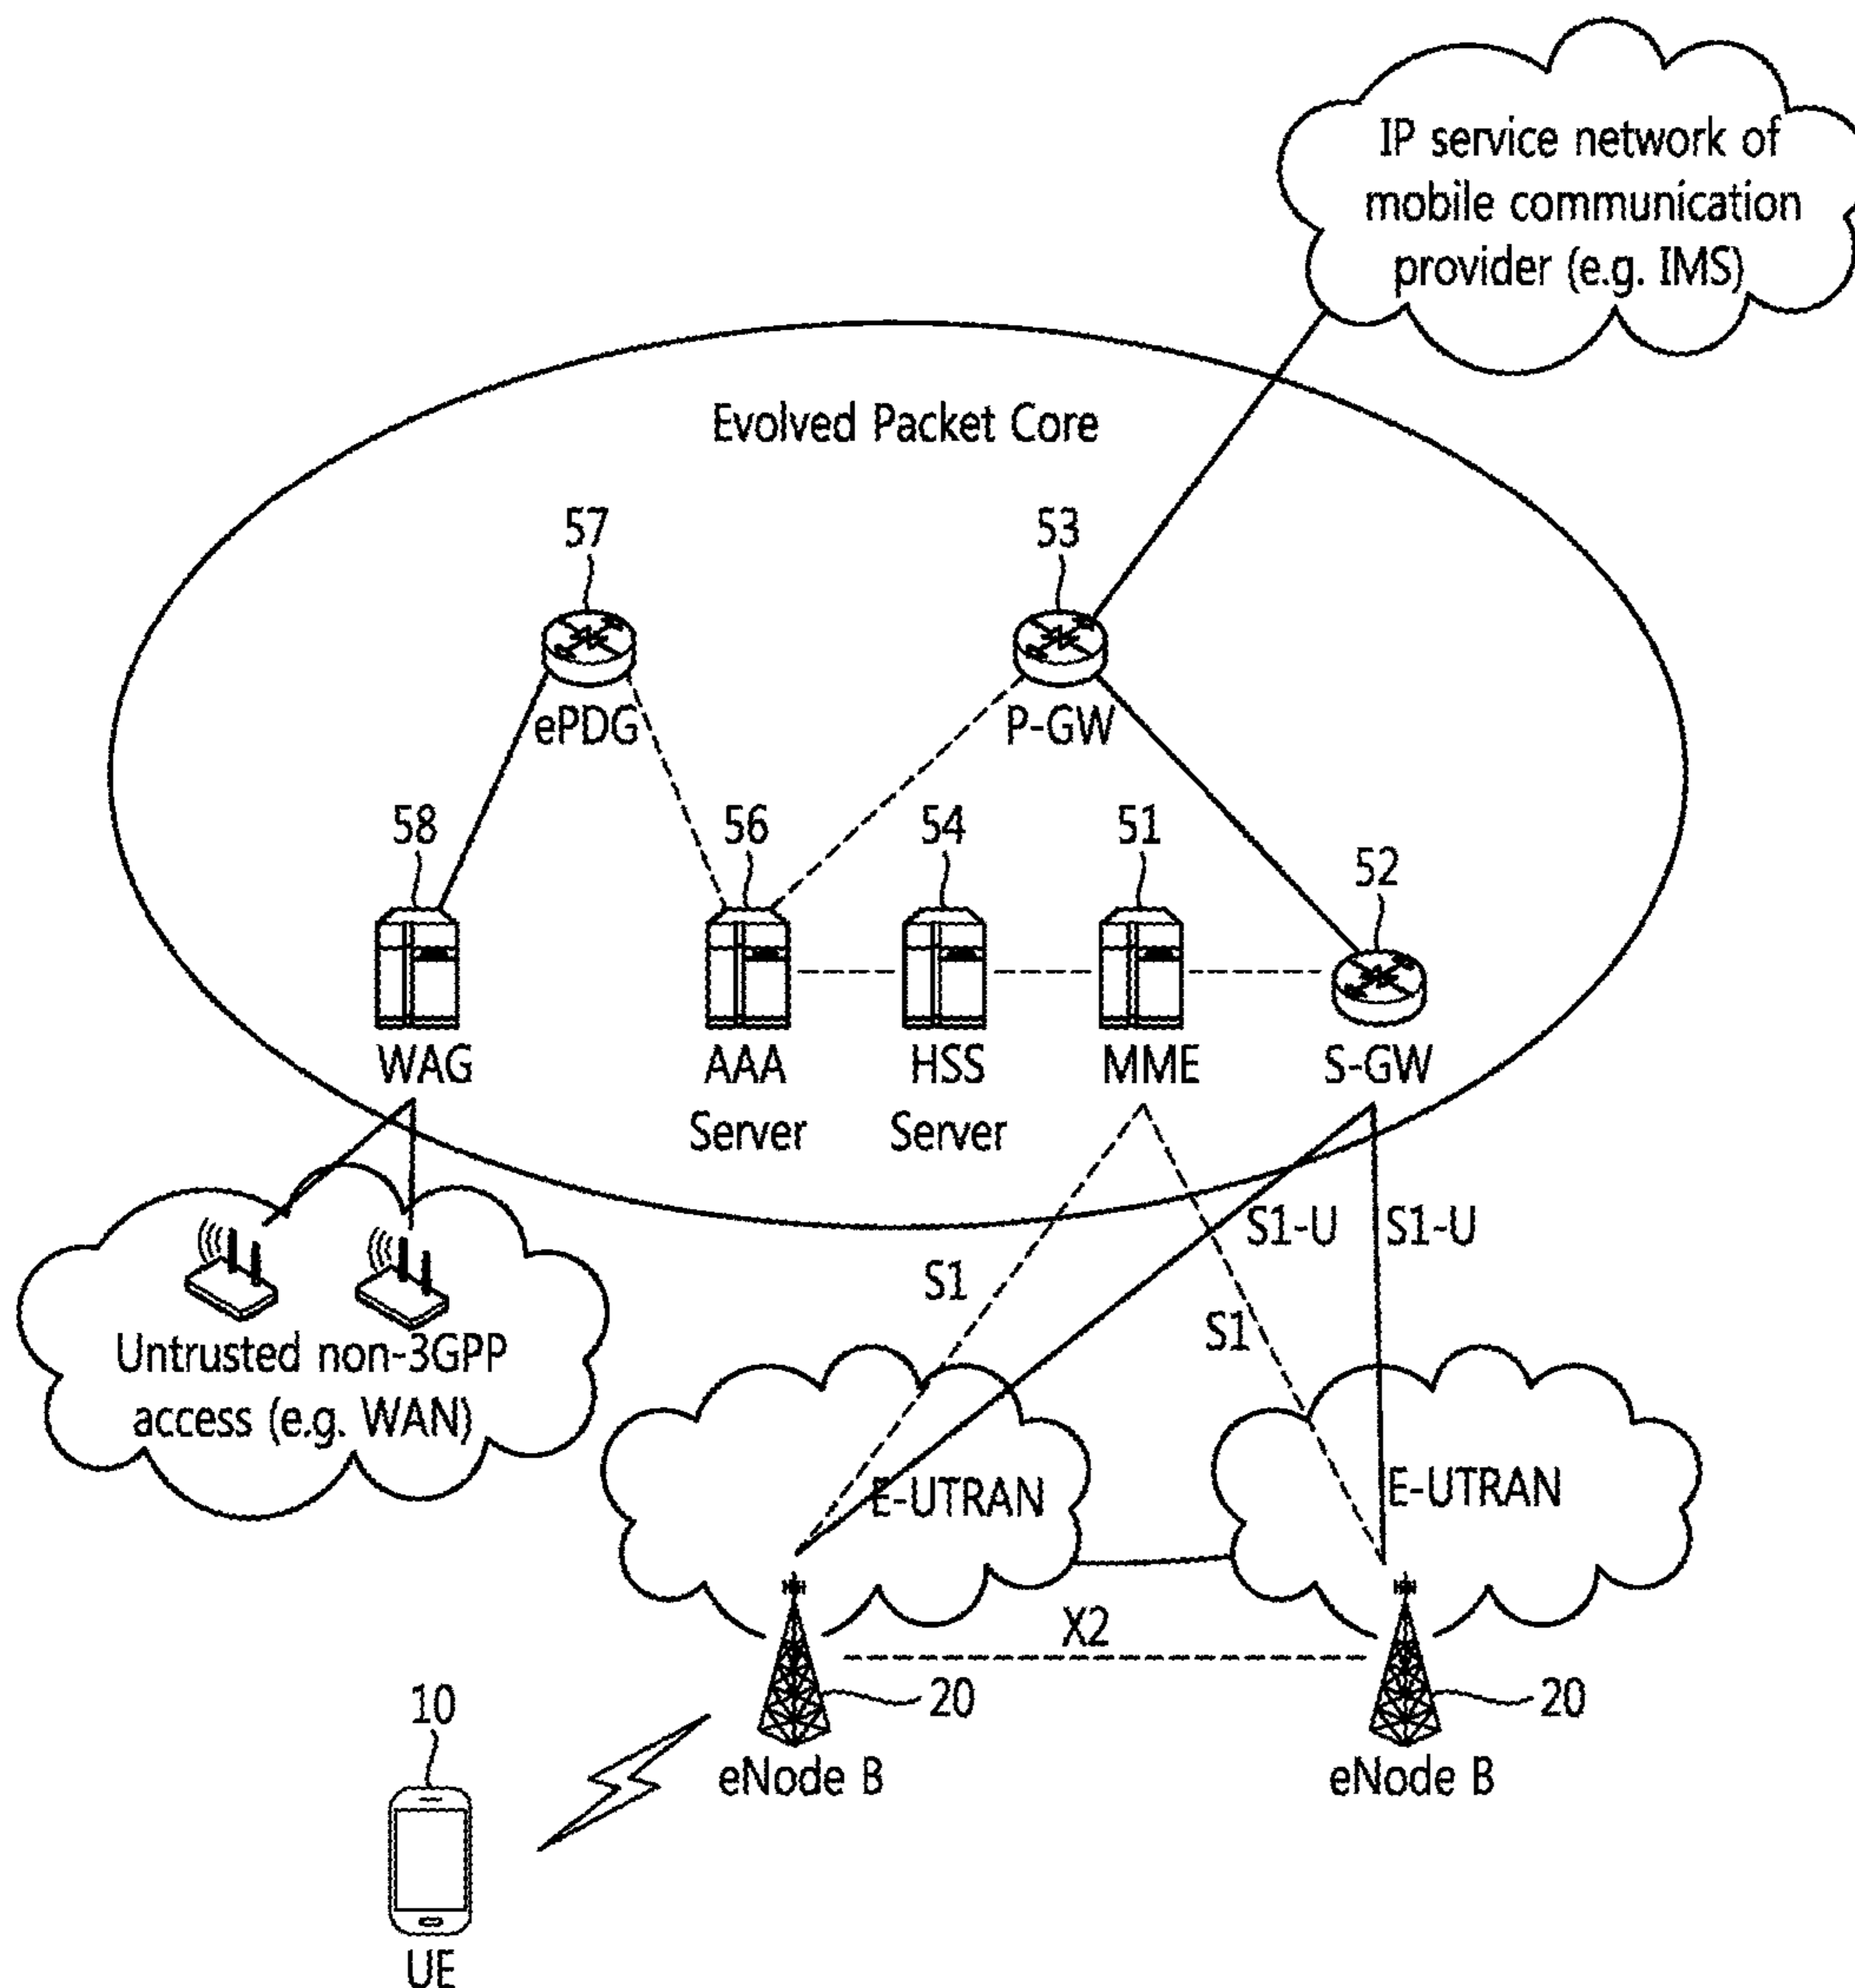 IP service network of
mobile communication
provider (e.g. IMS)
Evolved Packet Core
57
53
ePDG
P-GW
58
56
54
51
52
WAG
AAA
Server
HSS
Server
MME
S-GW
S1-U
S1-U
S1
S1
Untrusted non-3GPP
access (e.g. WAN)
E-UTRAN
E-UTRAN
X2
20
20
10
eNode B
eNode B
UE